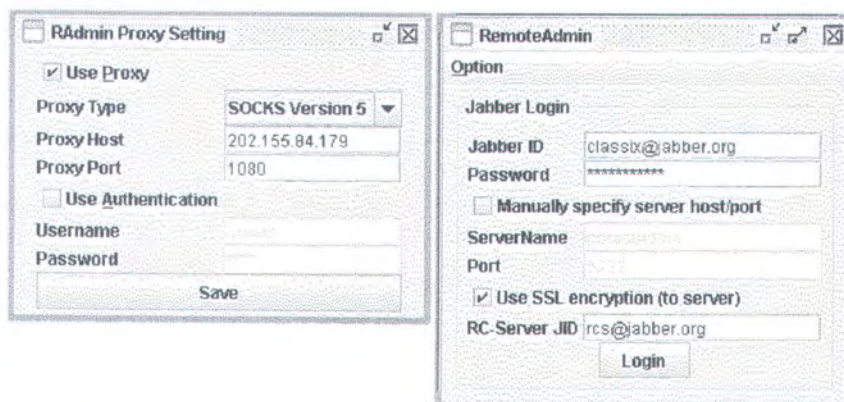 RAdmin Proxy Setting
Use Proxy
Proxy Type SOCKS Version 5
Proxy Host 202.155.84.179
Proxy Port 1080
Use Authentication
Username
Password
Save
RemoteAdmin
Option
Jabber Login
Jabber ID classix@jabber.org
Password ***********
Manually specify server host/port
ServerName
Port
Use SSL encryption (to server)
RC-Server JID rcs@jabber.org
Login